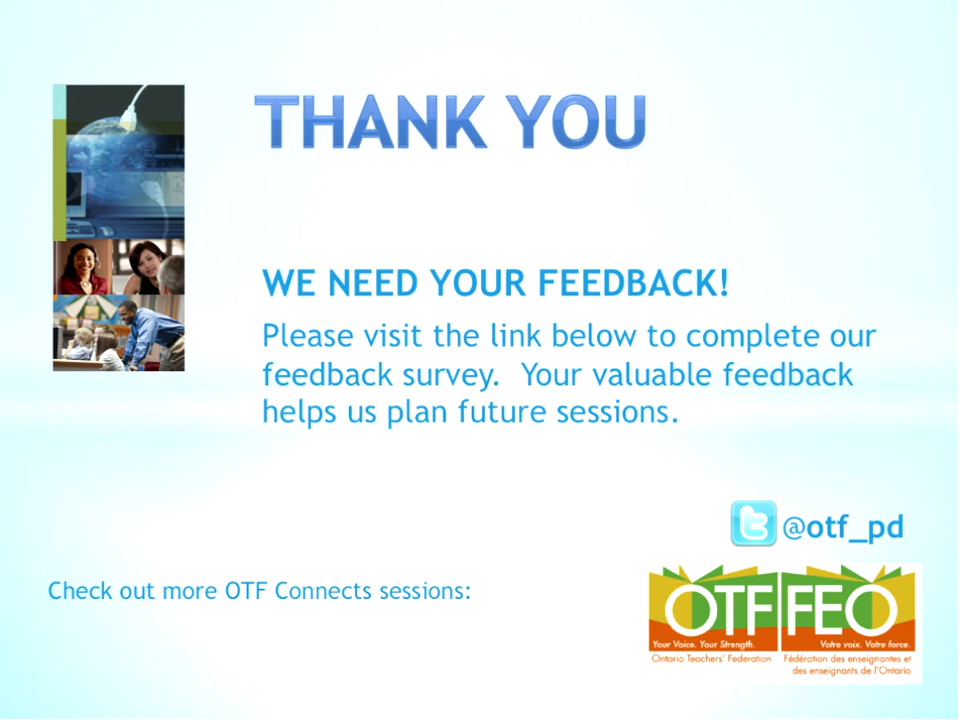 THANK YOU
WE NEED YOUR FEEDBACK!
Please visit the link below to complete our
feedback survey.  Your valuable feedback
helps us plan future sessions.
@otf_pd
Check out more OTF Connects sessions:
OTF FEO
Your Voice. Your Strength. Votre voix. Votre force.
Ontario Teachers' Federation
Fédération des enseignantes et
des enseignants de l'Ontario